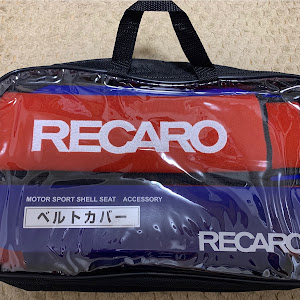 RECARO
MOTOR SPORT SHELL SEAT ACCESSORY
ベルトカバー
RECARO